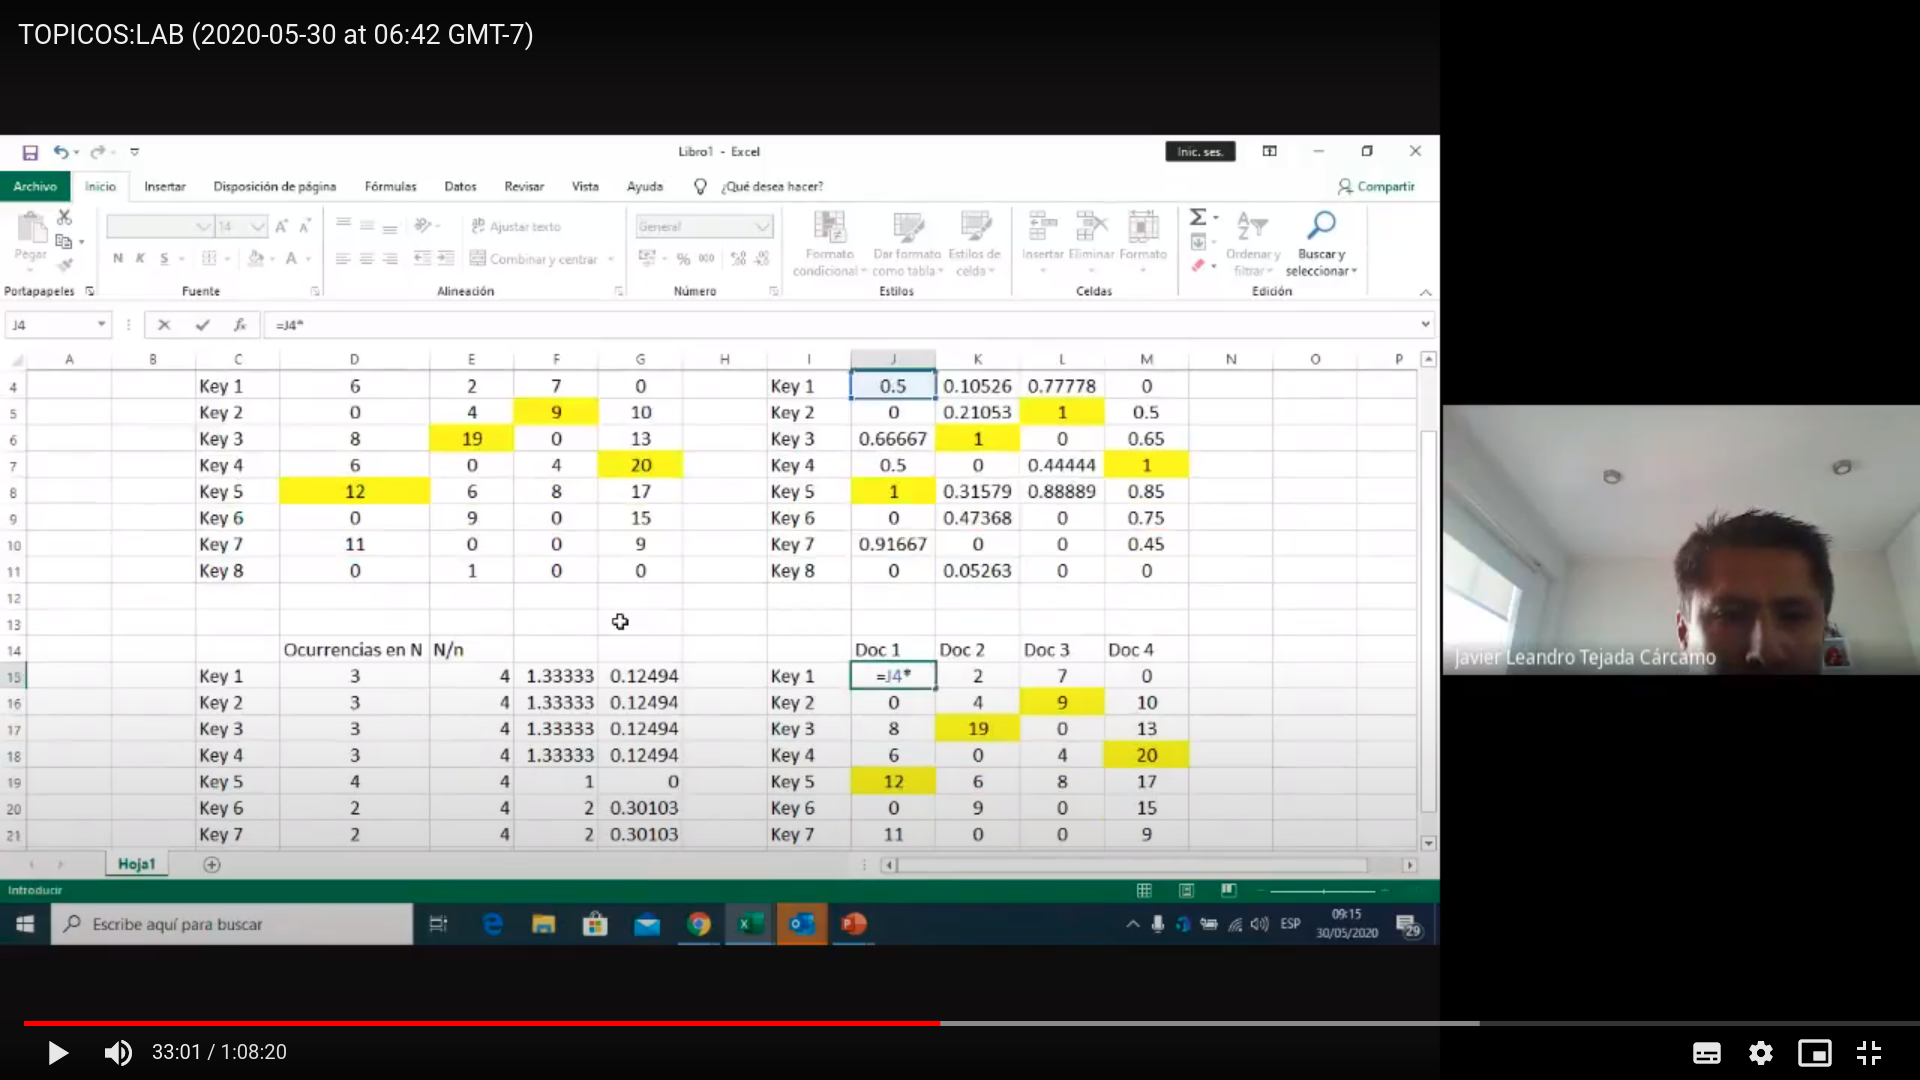 TOPICOS:LAB (2020-05-30 at 06:42 GMT-7)
Libro1 - Excel
Inic. ses.
Archivo Inicio Insertar Disposición de página Fórmulas Datos Revisar Vista Ayuda ¿Qué desea hacer? Compartir
14 A A Ajustar texto General
Pegar N K S A Combinar y centrar % 000
Formato condicional Dar formato como tabla Estilos de celda Insertar Eliminar Formato Ordenar y filtrar Buscar y seleccionar
Portapapeles Fuente Alineación Número Estilos Celdas Edición
J4 fx =J4*
A B C D E F G H I J K L M N O P
4 Key 1 6 2 7 0 Key 1 0.5 0.10526 0.77778 0
5 Key 2 0 4 9 10 Key 2 0 0.21053 1 0.5
6 Key 3 8 19 0 13 Key 3 0.66667 1 0 0.65
7 Key 4 6 0 4 20 Key 4 0.5 0 0.44444 1
8 Key 5 12 6 8 17 Key 5 1 0.31579 0.88889 0.85
9 Key 6 0 9 0 15 Key 6 0 0.47368 0 0.75
10 Key 7 11 0 0 9 Key 7 0.91667 0 0 0.45
11 Key 8 0 1 0 0 Key 8 0 0.05263 0 0
12
13
14 Ocurrencias en N N/n Doc 1 Doc 2 Doc 3 Doc 4
15 Key 1 3 4 1.33333 0.12494 Key 1 =J4* 2 7 0
16 Key 2 3 4 1.33333 0.12494 Key 2 0 4 9 10
17 Key 3 3 4 1.33333 0.12494 Key 3 8 19 0 13
18 Key 4 3 4 1.33333 0.12494 Key 4 6 0 4 20
19 Key 5 4 4 1 0 Key 5 12 6 8 17
20 Key 6 2 4 2 0.30103 Key 6 0 9 0 15
21 Key 7 2 4 2 0.30103 Key 7 11 0 0 9
Hoja1
Introducir
Escribe aquí para buscar
ESP
09:15
30/05/2020
29
Javier Leandro Tejada Cárcamo
33:01 / 1:08:20